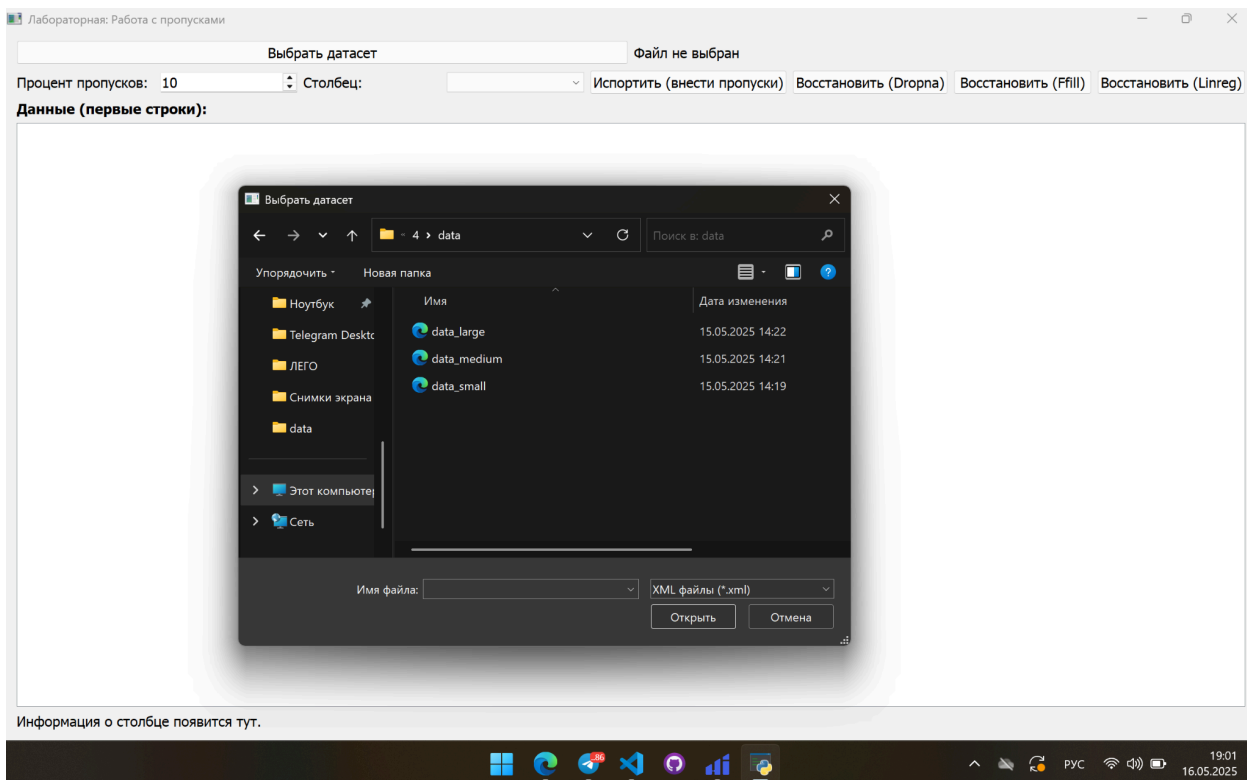 Лабораторная: Работа с пропусками
Выбрать датасет
Файл не выбран
Процент пропусков: 10 Столбец: Испортить (внести пропуски) Восстановить (Dropna) Восстановить (Ffill) Восстановить (Linreg)
Данные (первые строки):
Выбрать датасет
« 4 › data
Поиск в: data
Упорядочить Новая папка
Ноутбук
Telegram Deskto
ЛЕГО
Снимки экрана
data
Этот компьютер
Сеть
Имя Дата изменения
data_large 15.05.2025 14:22
data_medium 15.05.2025 14:21
data_small 15.05.2025 14:19
Имя файла: XML файлы (*.xml)
Открыть Отмена
Информация о столбце появится тут.
86
РУС
19:01
16.05.2025